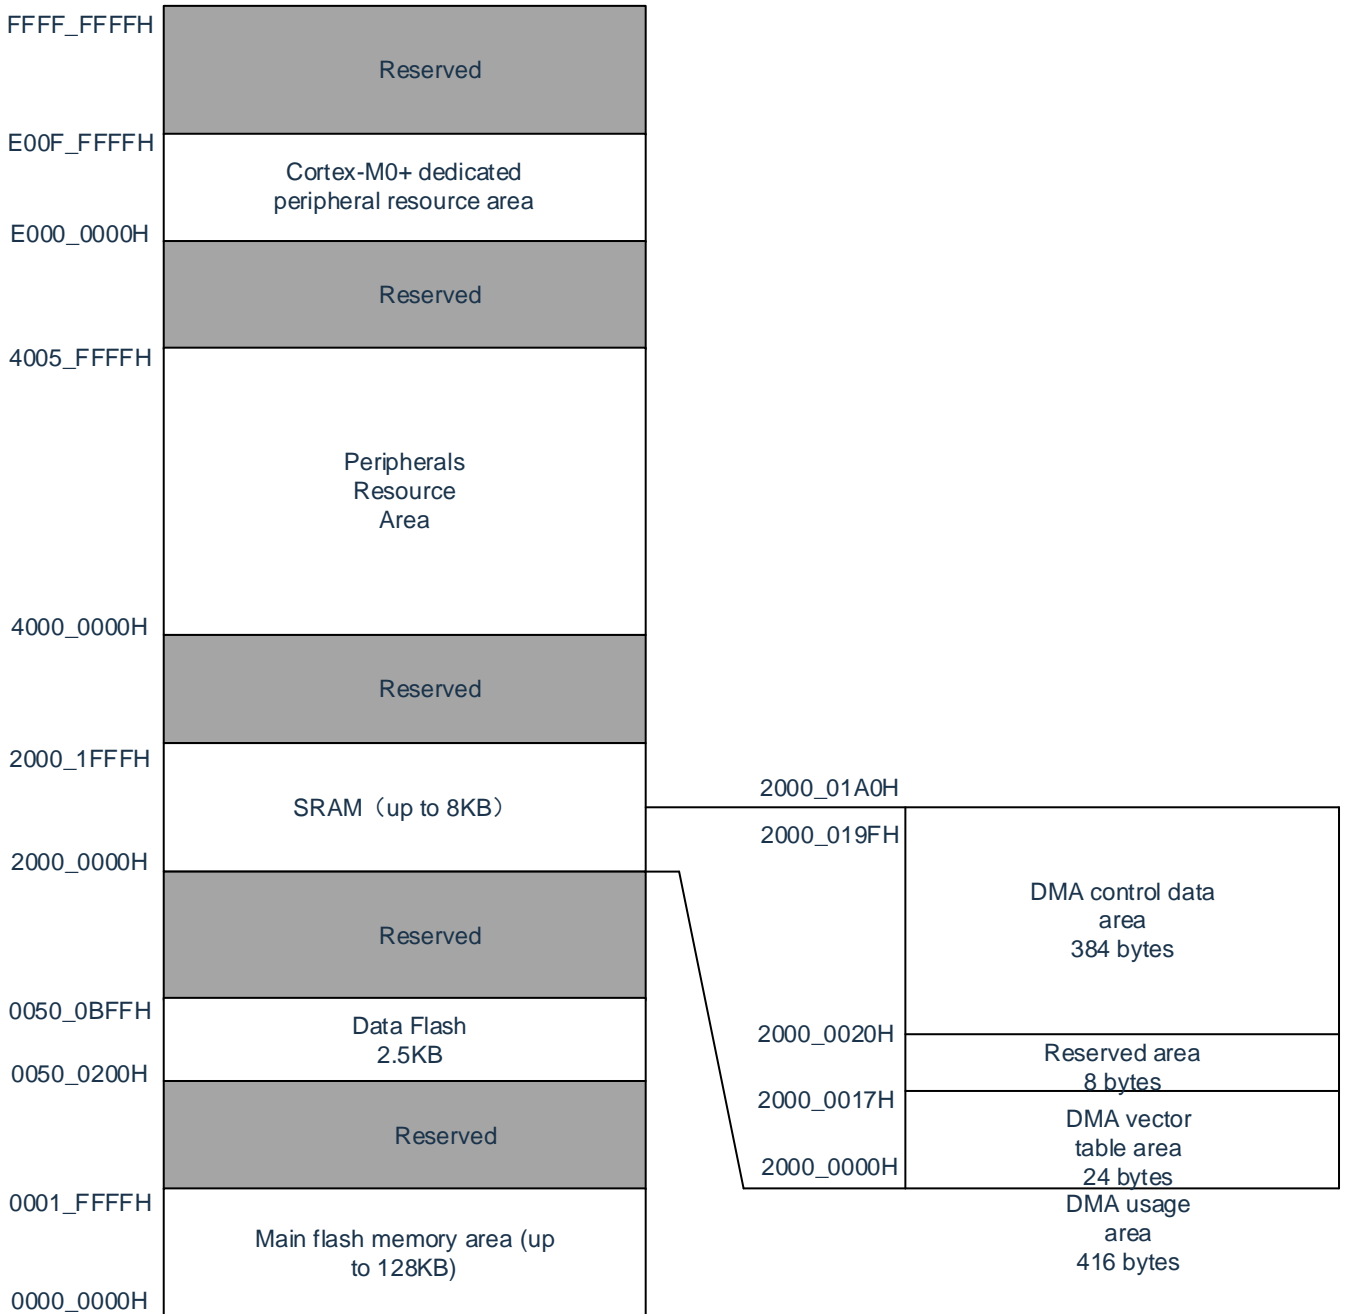 FFFF_FFFFH
Reserved
E00F_FFFFH
Cortex-M0+ dedicated
peripheral resource area
E000_0000H
Reserved
4005_FFFFH
Peripherals
Resource
Area
4000_0000H
Reserved
2000_1FFFH
SRAM（up to 8KB）
2000_0000H
Reserved
0050_0BFFH
Data Flash
2.5KB
0050_0200H
Reserved
0001_FFFFH
Main flash memory area (up
to 128KB)
0000_0000H
2000_01A0H
2000_019FH
DMA control data
area
384 bytes
2000_0020H
Reserved area
8 bytes
2000_0017H
DMA vector
table area
24 bytes
2000_0000H
DMA usage
area
416 bytes